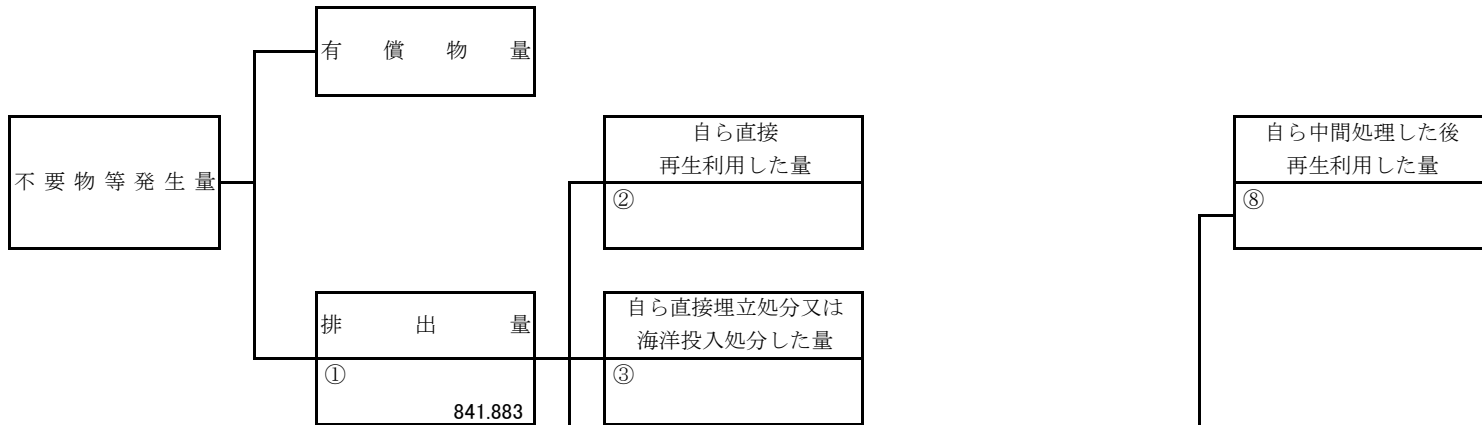 有償物量
不要物等発生量
自ら直接
再生利用した量
②
自ら中間処理した後
再生利用した量
⑧
排出量
①
841.883
自ら直接埋立処分又は
海洋投入処分した量
③